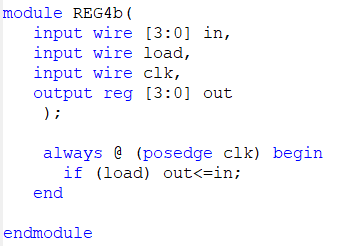 module REG4b(
input wire [3:0] in,
input wire load,
input wire clk,
output reg [3:0] out
);
always @ (posedge clk) begin
if (load) out<=in;
end
endmodule